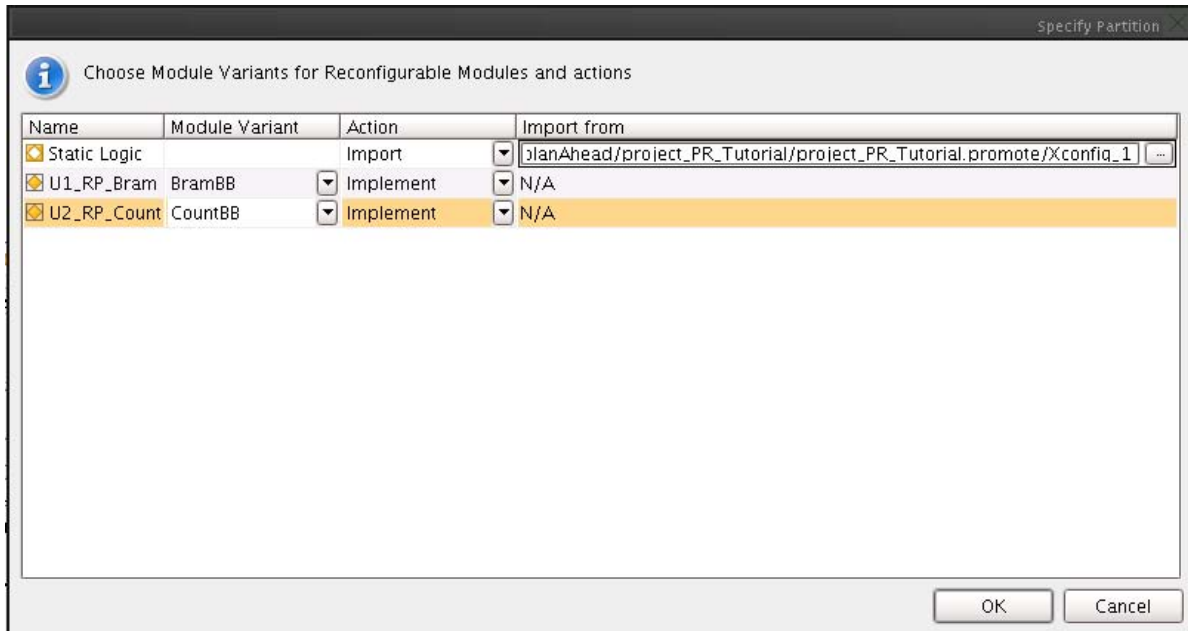 Specify Partition
Choose Module Variants for Reconfigurable Modules and actions
Name Module Variant Action Import from
Static Logic Import planAhead/project_PR_Tutorial/project_PR_Tutorial.promote/Xconfig_1 ...
U1_RP_Bram BramBB Implement N/A
U2_RP_Count CountBB Implement N/A
OK Cancel